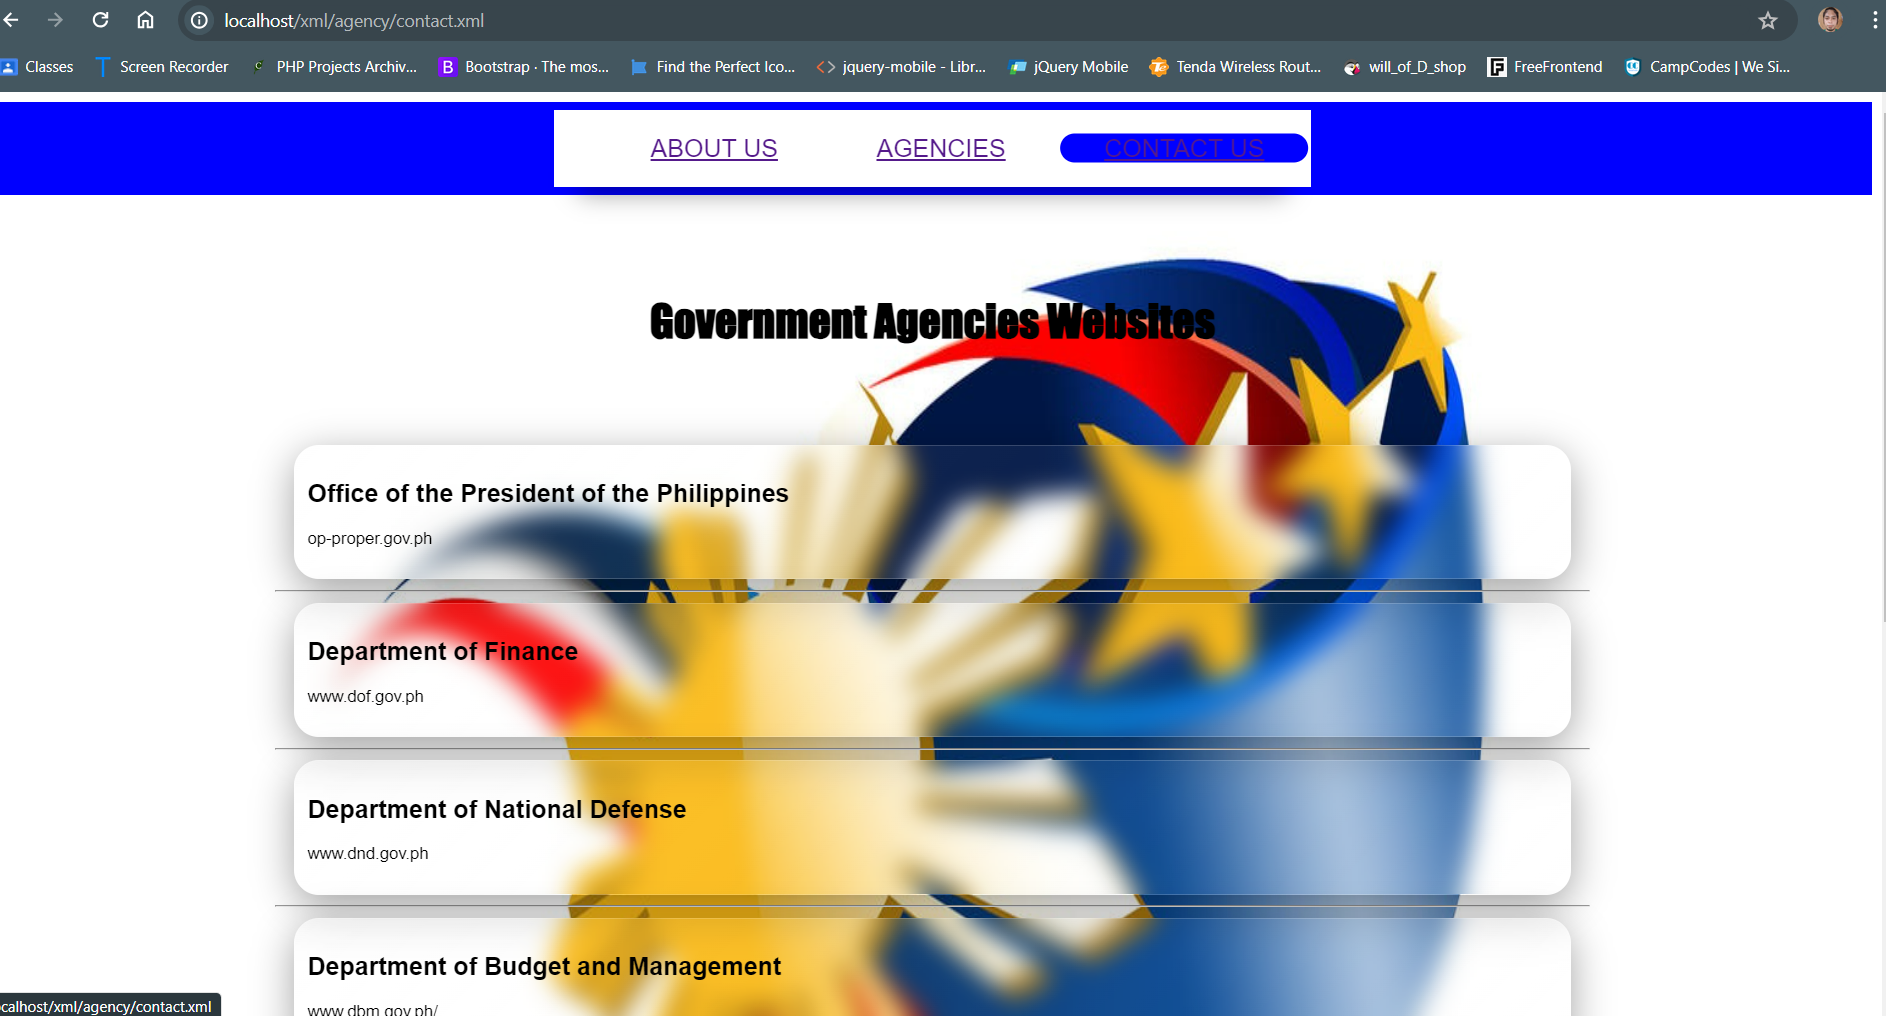 localhost/xml/agency/contact.xml
Classes Screen Recorder PHP Projects Archiv... B Bootstrap · The mos... Find the Perfect Ico... jquery-mobile - Libr... jQuery Mobile Tenda Wireless Rout... will_of_D_shop FreeFrontend CampCodes | We Si...
ABOUT US AGENCIES CONTACT US
Government Agencies Websites
Office of the President of the Philippines
op-proper.gov.ph
Department of Finance
www.dof.gov.ph
Department of National Defense
www.dnd.gov.ph
Department of Budget and Management
www.dbm.gov.ph/
ocalhost/xml/agency/contact.xml